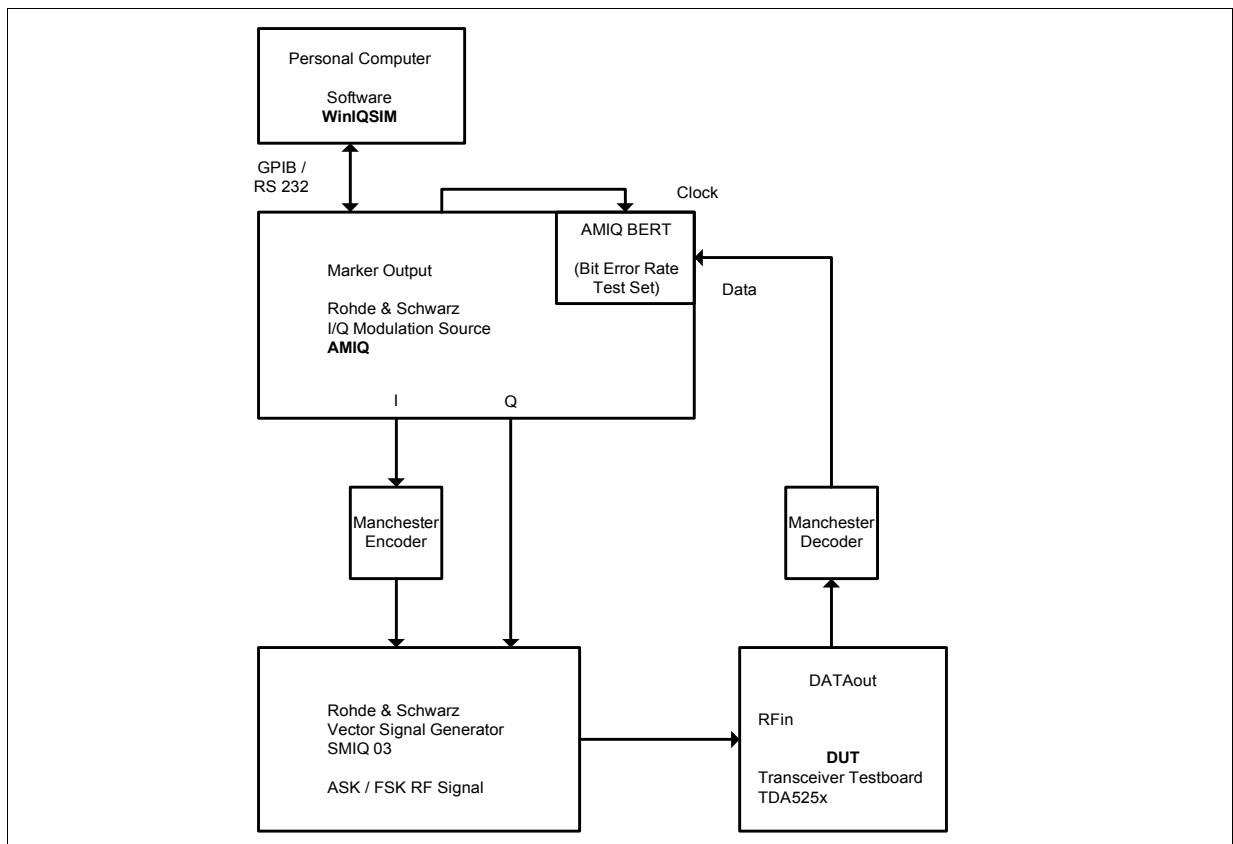 Personal Computer
Software
WinIQSIM
GPIB /
RS 232
Clock
AMIQ BERT
(Bit Error Rate
Test Set)
Data
Marker Output
Rohde & Schwarz
I/Q Modulation Source
AMIQ
I
Q
Manchester
Encoder
Manchester
Decoder
Rohde & Schwarz
Vector Signal Generator
SMIQ 03
ASK / FSK RF Signal
DATAout
RFin
DUT
Transceiver Testboard
TDA525x